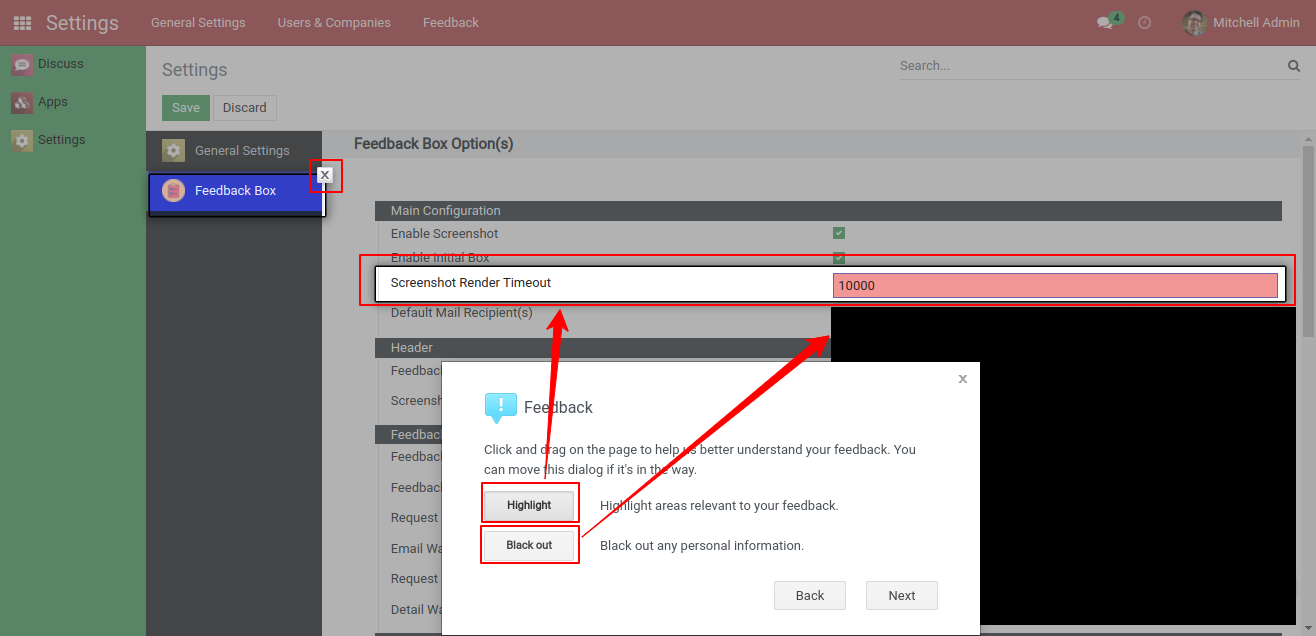 Settings General Settings Users & Companies Feedback 4 Mitchell Admin
Discuss
Apps
Settings
Settings
Search...
Save Discard
General Settings
Feedback Box
x
Feedback Box Option(s)
Main Configuration
Enable Screenshot
Enable Initial Box
Screenshot Render Timeout 10000
Default Mail Recipient(s)
Header
Feedbac
Screensh
Feedbac
Feedbac
Feedbac
Request
Email Wa
Request
Detail Wa
x
! Feedback
Click and drag on the page to help us better understand your feedback. You
can move this dialog if it's in the way.
Highlight Highlight areas relevant to your feedback.
Black out Black out any personal information.
Back Next